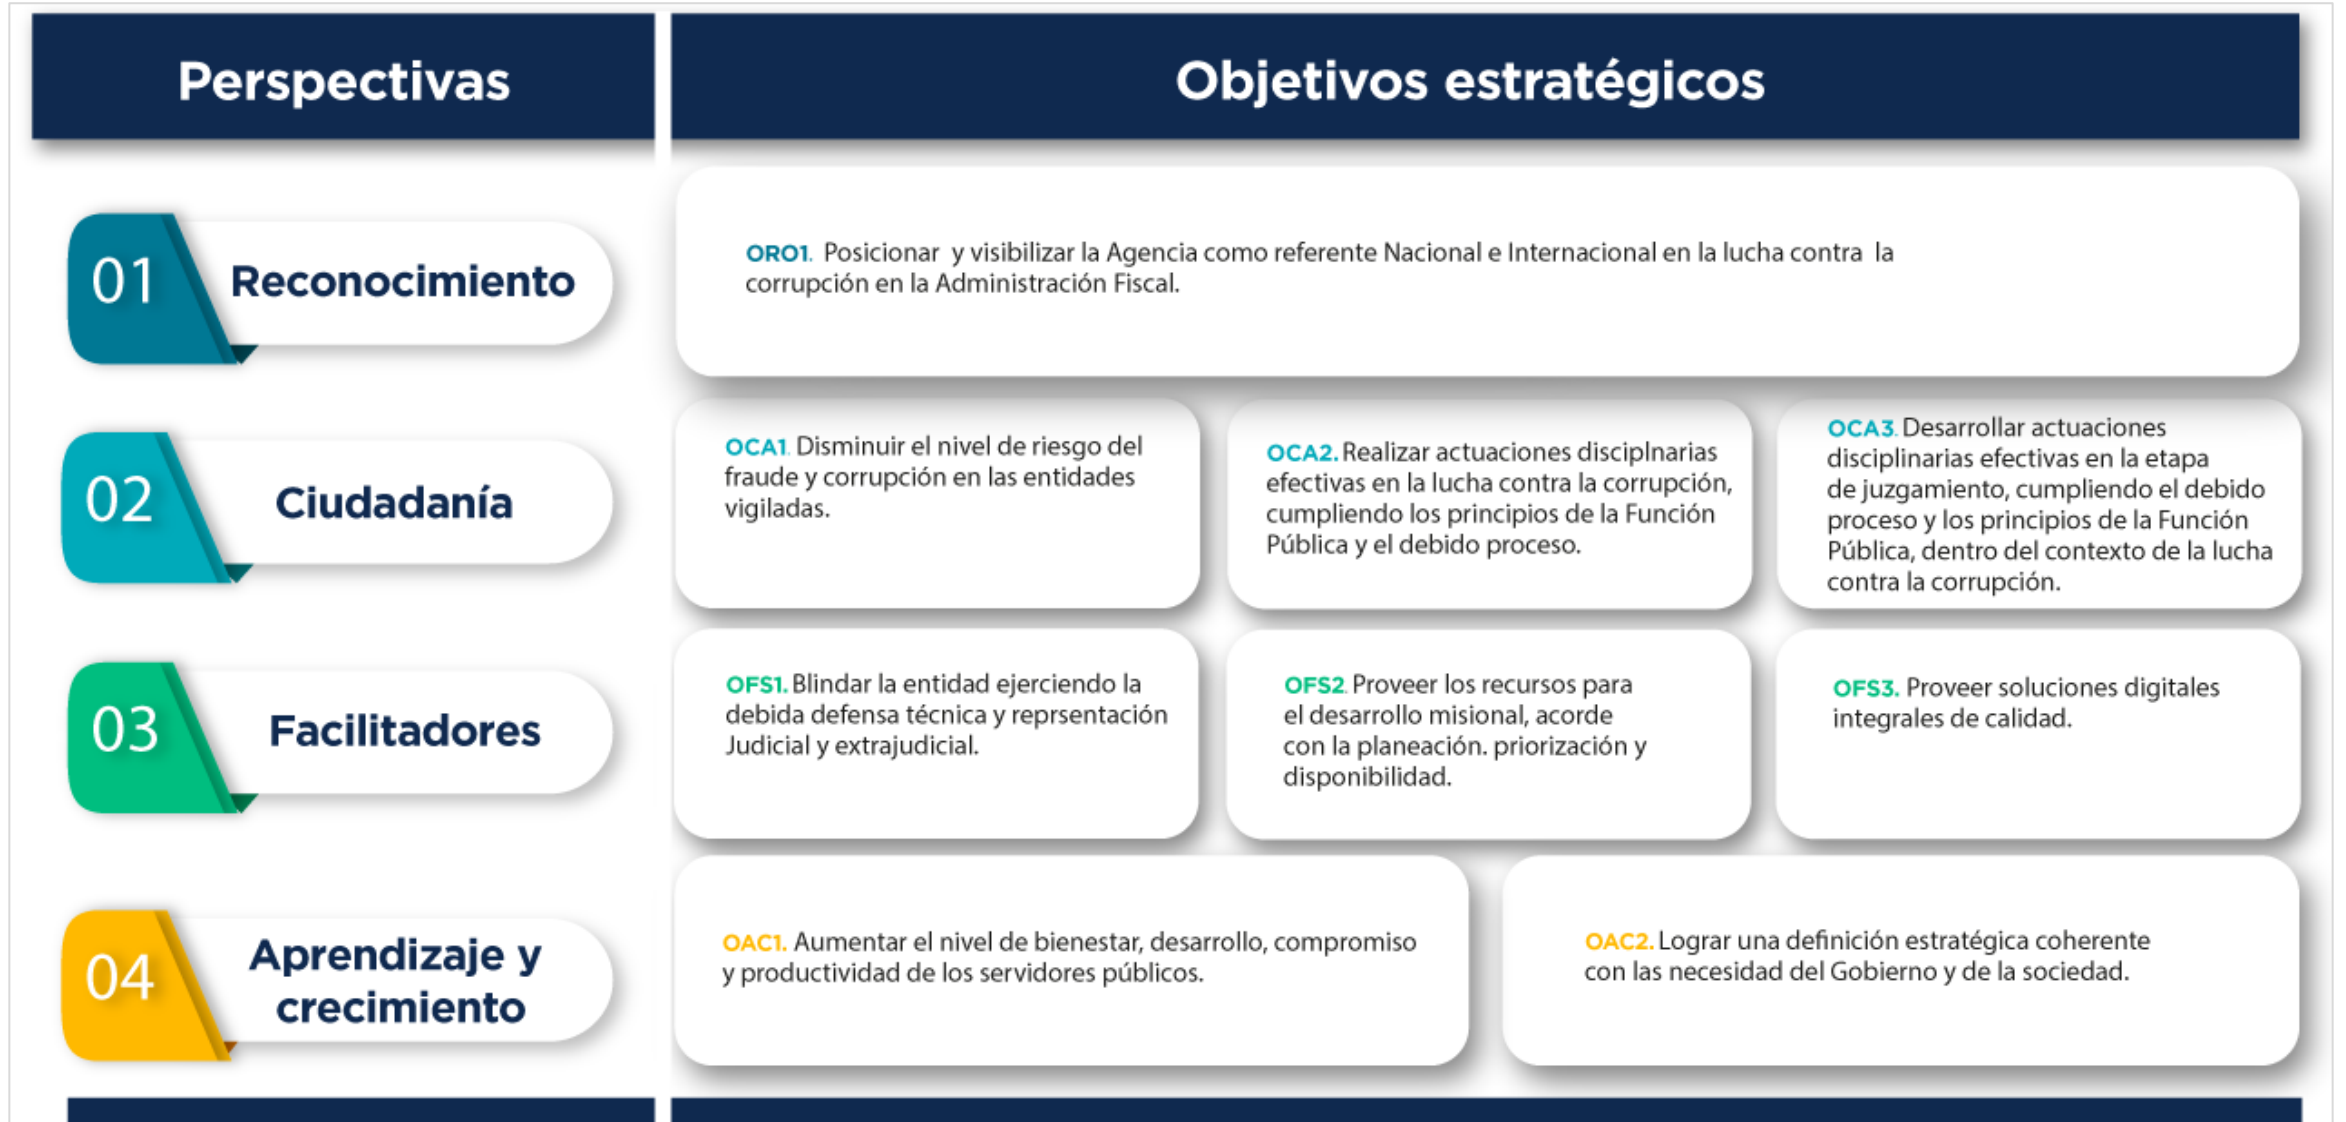 Perspectivas
Objetivos estratégicos
01
Reconocimiento
ORO1. Posicionar y visibilizar la Agencia como referente Nacional e Internacional en la lucha contra la
corrupción en la Administración Fiscal.
02
Ciudadanía
OCA1. Disminuir el nivel de riesgo del
fraude y corrupción en las entidades
vigiladas.
OCA2. Realizar actuaciones disciplnarias
efectivas en la lucha contra la corrupción,
cumpliendo los principios de la Función
Pública y el debido proceso.
OCA3. Desarrollar actuaciones
disciplinarias efectivas en la etapa
de juzgamiento, cumpliendo el debido
proceso y los principios de la Función
Pública, dentro del contexto de la lucha
contra la corrupción.
03
Facilitadores
OFS1. Blindar la entidad ejerciendo la
debida defensa técnica y reprsentación
Judicial y extrajudicial.
OFS2. Proveer los recursos para
el desarrollo misional, acorde
con la planeación. priorización y
disponibilidad.
OFS3. Proveer soluciones digitales
integrales de calidad.
04
Aprendizaje y
crecimiento
OAC1. Aumentar el nivel de bienestar, desarrollo, compromiso
y productividad de los servidores públicos.
OAC2. Lograr una definición estratégica coherente
con las necesidad del Gobierno y de la sociedad.